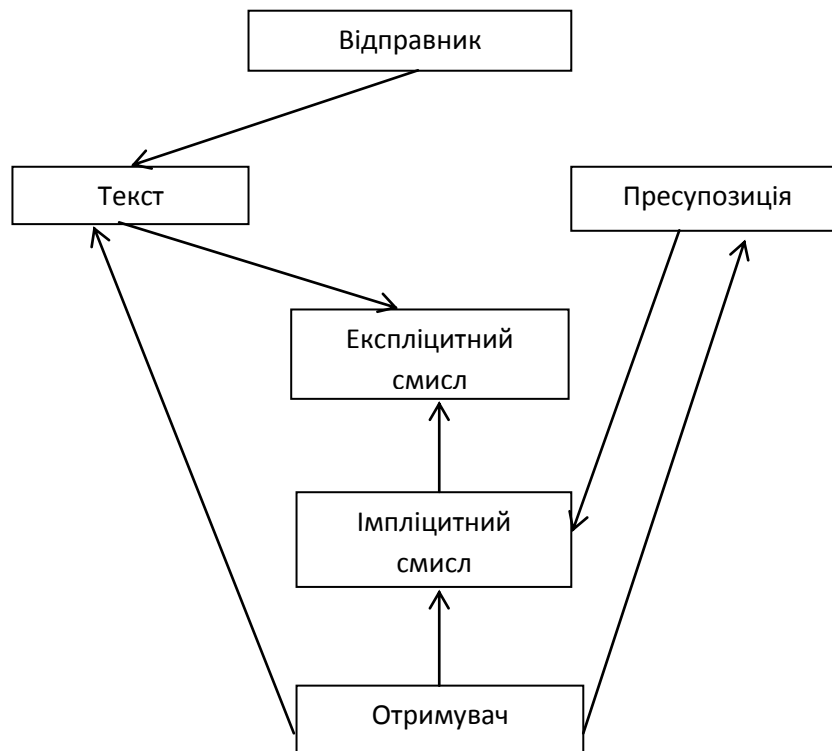 Відправник
Текст
Пресупозиція
Експліцитний
смисл
Імпліцитний
смисл
Отримувач